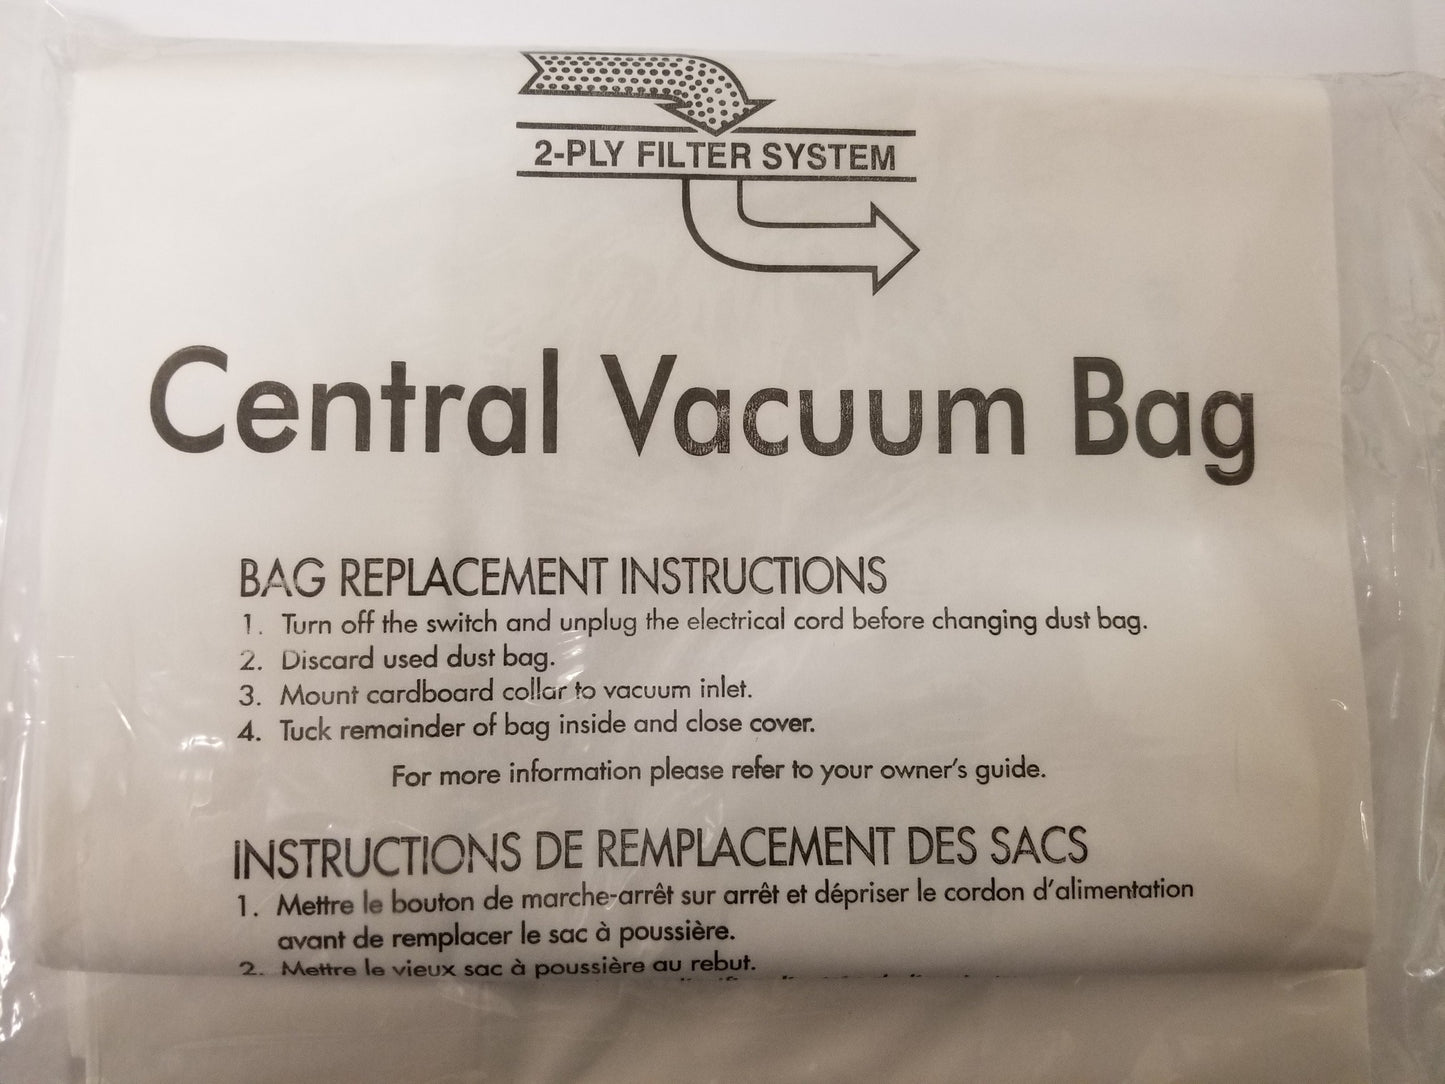 2-PLY FILTER SYSTEM
Central Vacuum Bag
BAG REPLACEMENT INSTRUCTIONS
1. Turn off the switch and unplug the electrical cord before changing dust bag.
2. Discard used dust bag.
3. Mount cardboard collar to vacuum inlet.
4. Tuck remainder of bag inside and close cover.
For more information please refer to your owner's guide.
INSTRUCTIONS DE REMPLACEMENT DES SACS
1. Mettre le bouton de marche-arrêt sur arrêt et dépriser le cordon d'alimentation
avant de remplacer le sac à poussière.
2. Mettre le vieux sac à poussière au rebut.